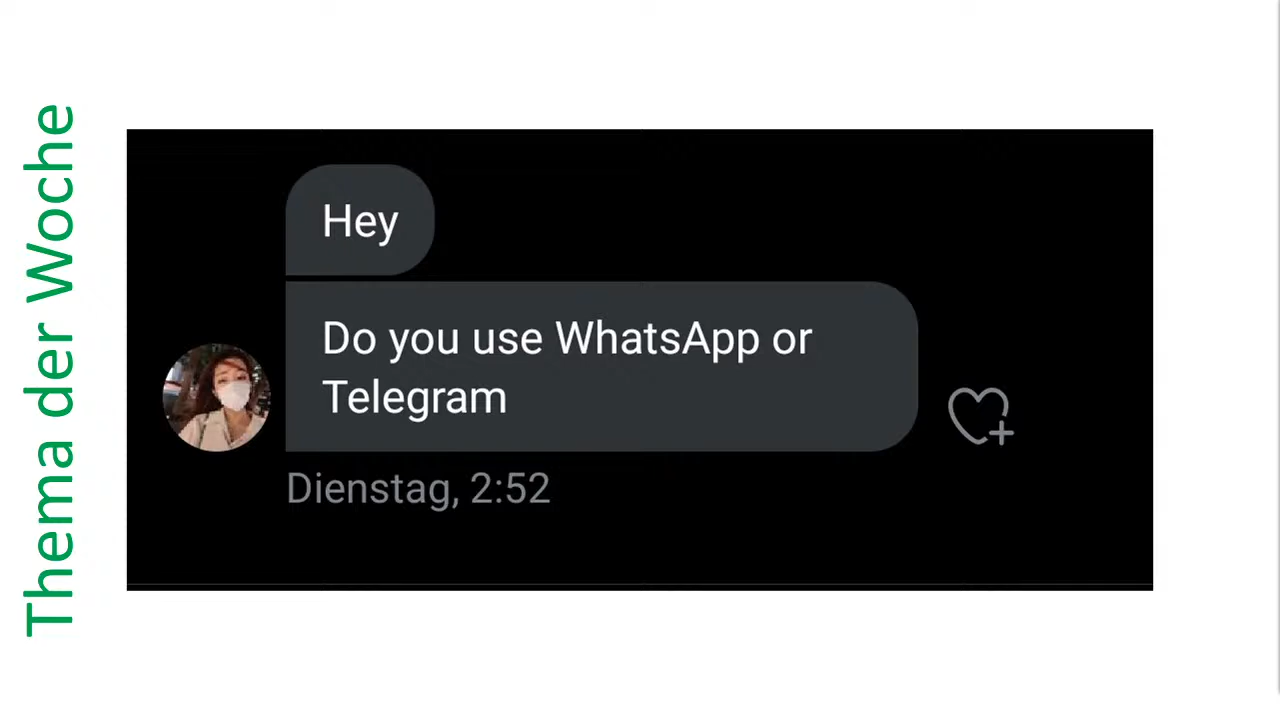 Thema der Woche
Hey
Do you use WhatsApp or
Telegram
Dienstag, 2:52